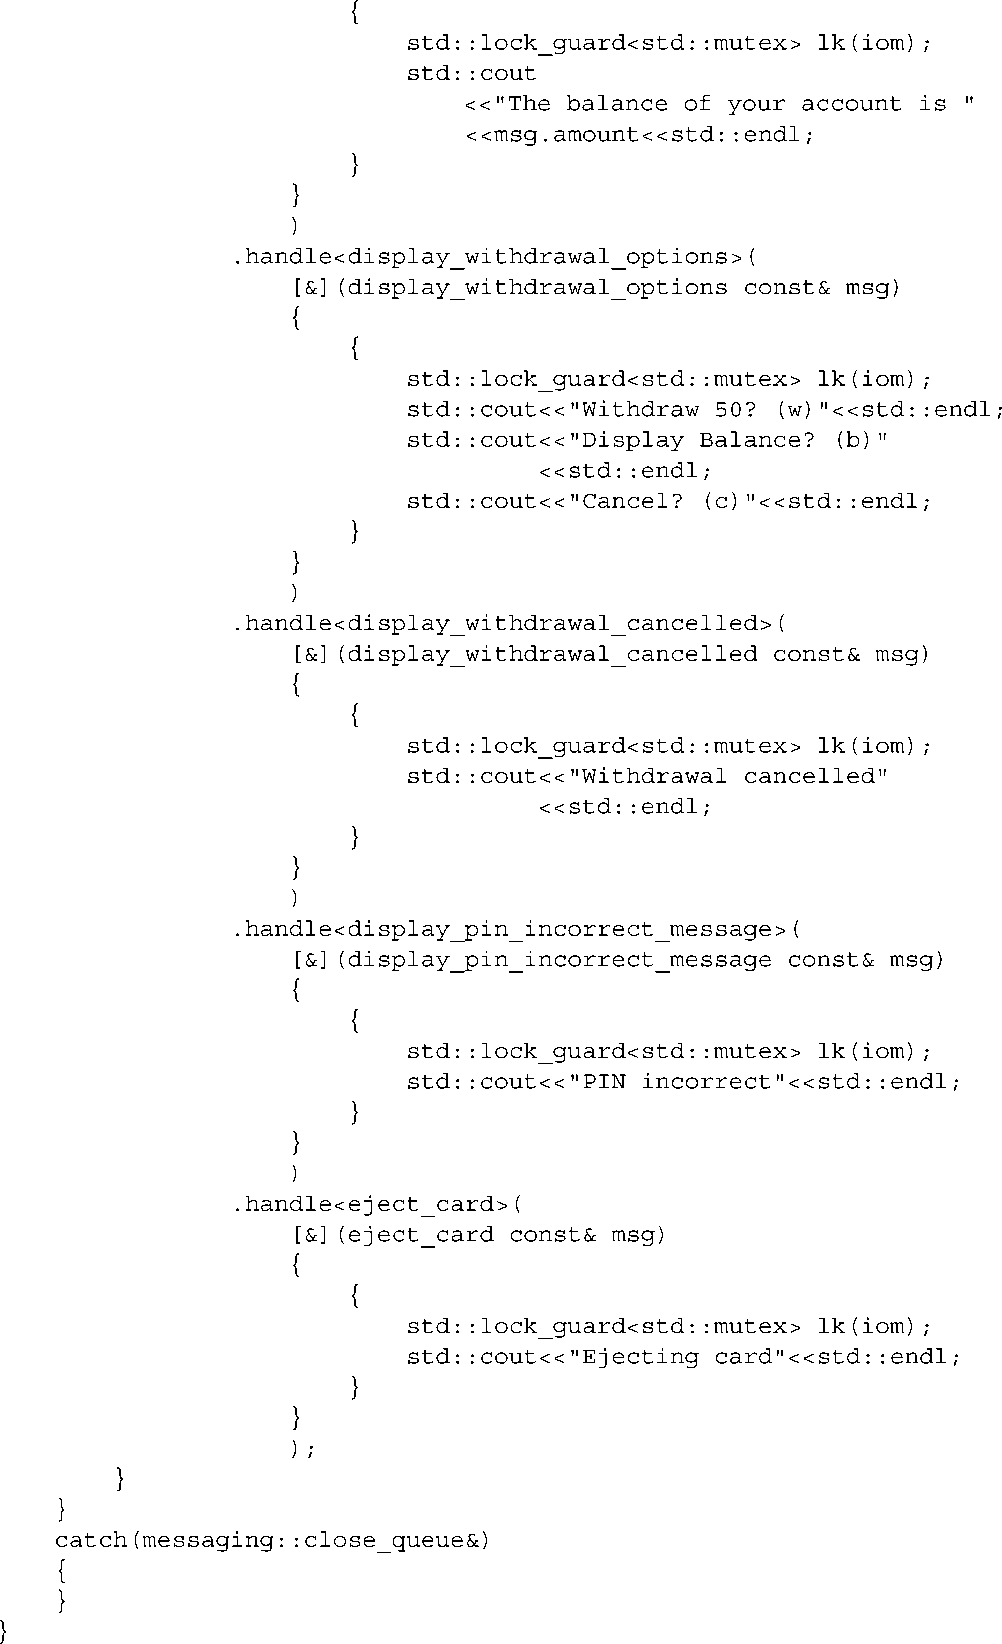 {
                            std::lock_guard<std::mutex> lk(iom);
                            std::cout
                                <<"The balance of your account is "
                                <<msg.amount<<std::endl;
                        }
                    }
                    )
                .handle<display_withdrawal_options>(
                    [&](display_withdrawal_options const& msg)
                    {
                        {
                            std::lock_guard<std::mutex> lk(iom);
                            std::cout<<"Withdraw 50? (w)"<<std::endl;
                            std::cout<<"Display Balance? (b)"
                                     <<std::endl;
                            std::cout<<"Cancel? (c)"<<std::endl;
                        }
                    }
                    )
                .handle<display_withdrawal_cancelled>(
                    [&](display_withdrawal_cancelled const& msg)
                    {
                        {
                            std::lock_guard<std::mutex> lk(iom);
                            std::cout<<"Withdrawal cancelled"
                                     <<std::endl;
                        }
                    }
                    )
                .handle<display_pin_incorrect_message>(
                    [&](display_pin_incorrect_message const& msg)
                    {
                        {
                            std::lock_guard<std::mutex> lk(iom);
                            std::cout<<"PIN incorrect"<<std::endl;
                        }
                    }
                    )
                .handle<eject_card>(
                    [&](eject_card const& msg)
                    {
                        {
                            std::lock_guard<std::mutex> lk(iom);
                            std::cout<<"Ejecting card"<<std::endl;
                        }
                    }
                    );
        }
    }
    catch(messaging::close_queue&)
    {
    }
}